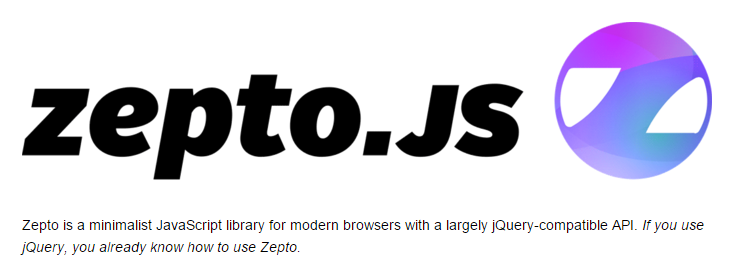 zepto.JS
Zepto is a minimalist JavaScript library for modern browsers with a largely jQuery-compatible API. If you use
jQuery, you already know how to use Zepto.